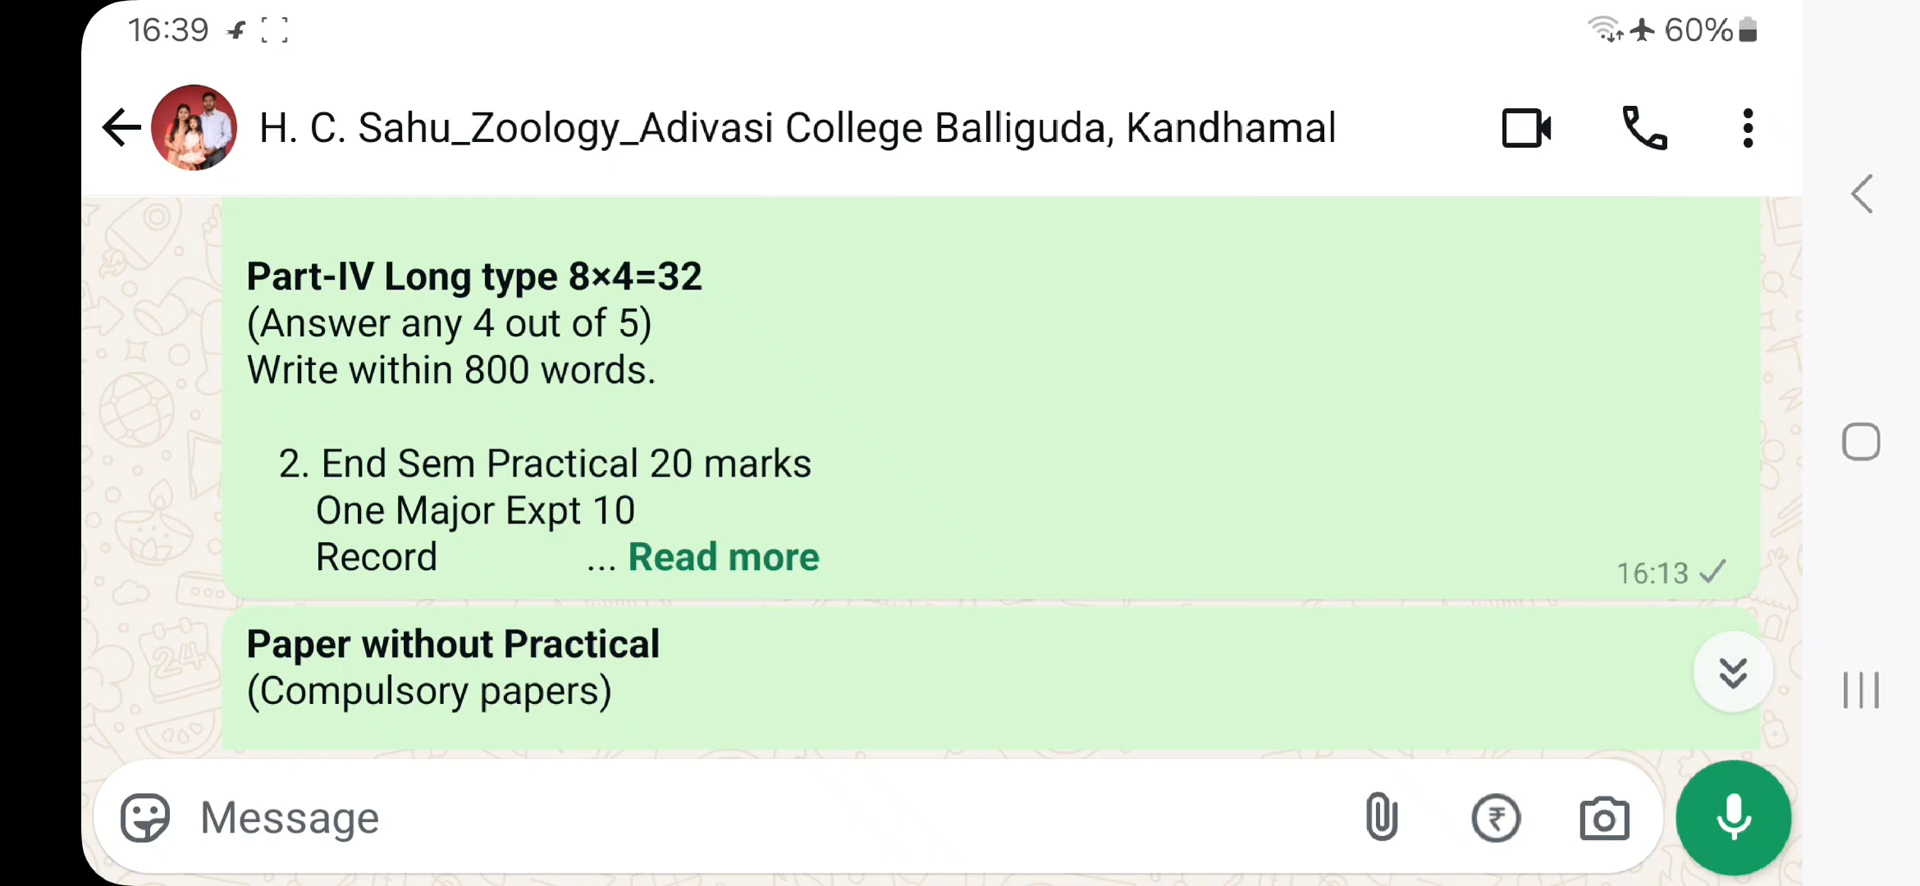 16:39
60%
H. C. Sahu_Zoology_Adivasi College Balliguda, Kandhamal
Part-IV Long type 8×4=32
(Answer any 4 out of 5)
Write within 800 words.
2. End Sem Practical 20 marks
One Major Expt 10
Record ... Read more
16:13
Paper without Practical
(Compulsory papers)
Message